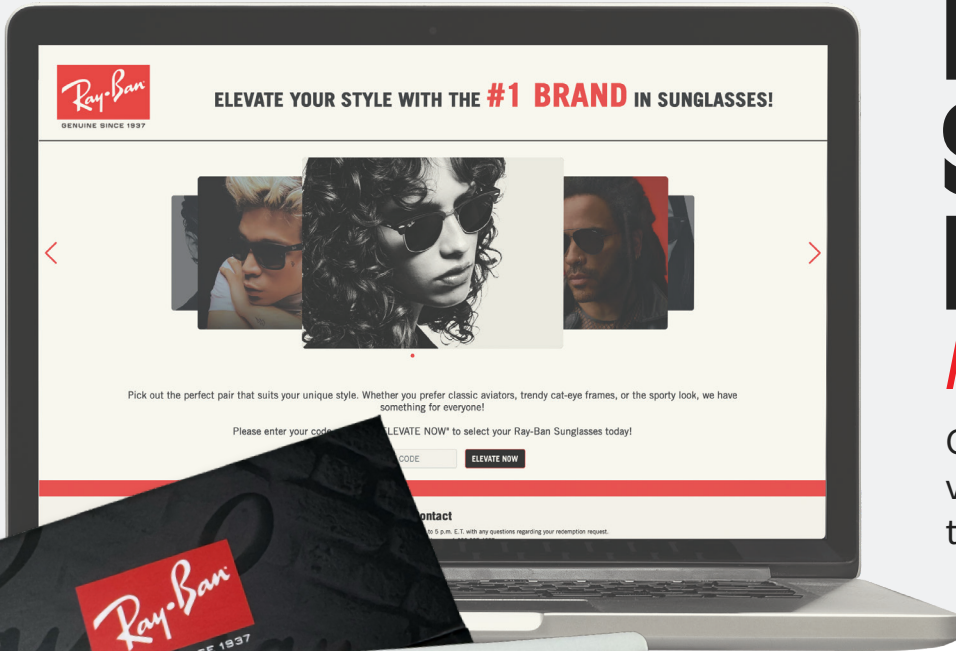 Ray-Ban
GENUINE SINCE 1937
ELEVATE YOUR STYLE WITH THE #1 BRAND IN SUNGLASSES!
Pick out the perfect pair that suits your unique style. Whether you prefer classic aviators, trendy cat-eye frames, or the sporty look, we have
something for everyone!
Please enter your code ELEVATE NOW" to select your Ray-Ban Sunglasses today!
CODE
ELEVATE NOW
ontact
to 5 p.m. E.T. with any questions regarding your redemption request.
Ray-Ban
1937